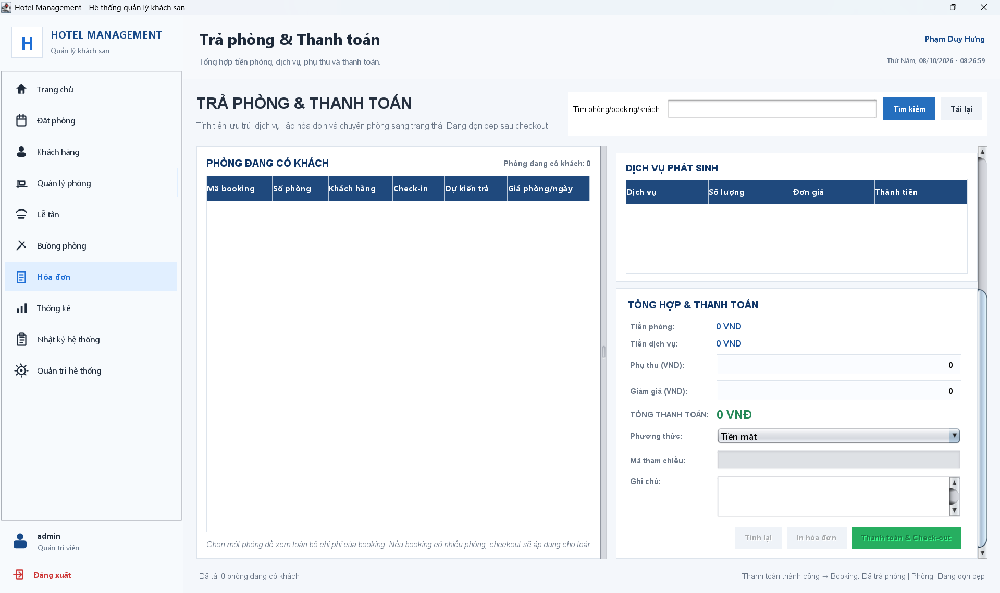 Hotel Management - Hệ thống quản lý khách sạn
H
HOTEL MANAGEMENT
Quản lý khách sạn
Trang chủ
Đặt phòng
Khách hàng
Quản lý phòng
Lễ tân
Buồng phòng
Hóa đơn
Thống kê
Nhật ký hệ thống
Quản trị hệ thống
admin
Quản trị viên
Đăng xuất
Trả phòng & Thanh toán
Tổng hợp tiền phòng, dịch vụ, phụ thu và thanh toán.
Phạm Duy Hưng
Thứ Năm, 08/10/2026 - 08:26:59
TRẢ PHÒNG & THANH TOÁN
Tính tiền lưu trú, dịch vụ, lập hóa đơn và chuyển phòng sang trạng thái Đang dọn dẹp sau checkout.
Tìm phòng/booking/khách:
Tìm kiếm
Tải lại
PHÒNG ĐANG CÓ KHÁCH
Phòng đang có khách: 0
Mã booking Số phòng Khách hàng Check-in Dự kiến trả Giá phòng/ngày
Chọn một phòng để xem toàn bộ chi phí của booking. Nếu booking có nhiều phòng, checkout sẽ áp dụng cho toàr
DỊCH VỤ PHÁT SINH
Dịch vụ Số lượng Đơn giá Thành tiền
TỔNG HỢP & THANH TOÁN
Tiền phòng: 0 VNĐ
Tiền dịch vụ: 0 VNĐ
Phụ thu (VNĐ): 0
Giảm giá (VNĐ): 0
TỔNG THANH TOÁN: 0 VNĐ
Phương thức: Tiền mặt
Mã tham chiếu:
Ghi chú:
Tính lại
In hóa đơn
Thanh toán & Check-out
Đã tải 0 phòng đang có khách.
Thanh toán thành công → Booking: Đã trả phòng | Phòng: Đang dọn dẹp